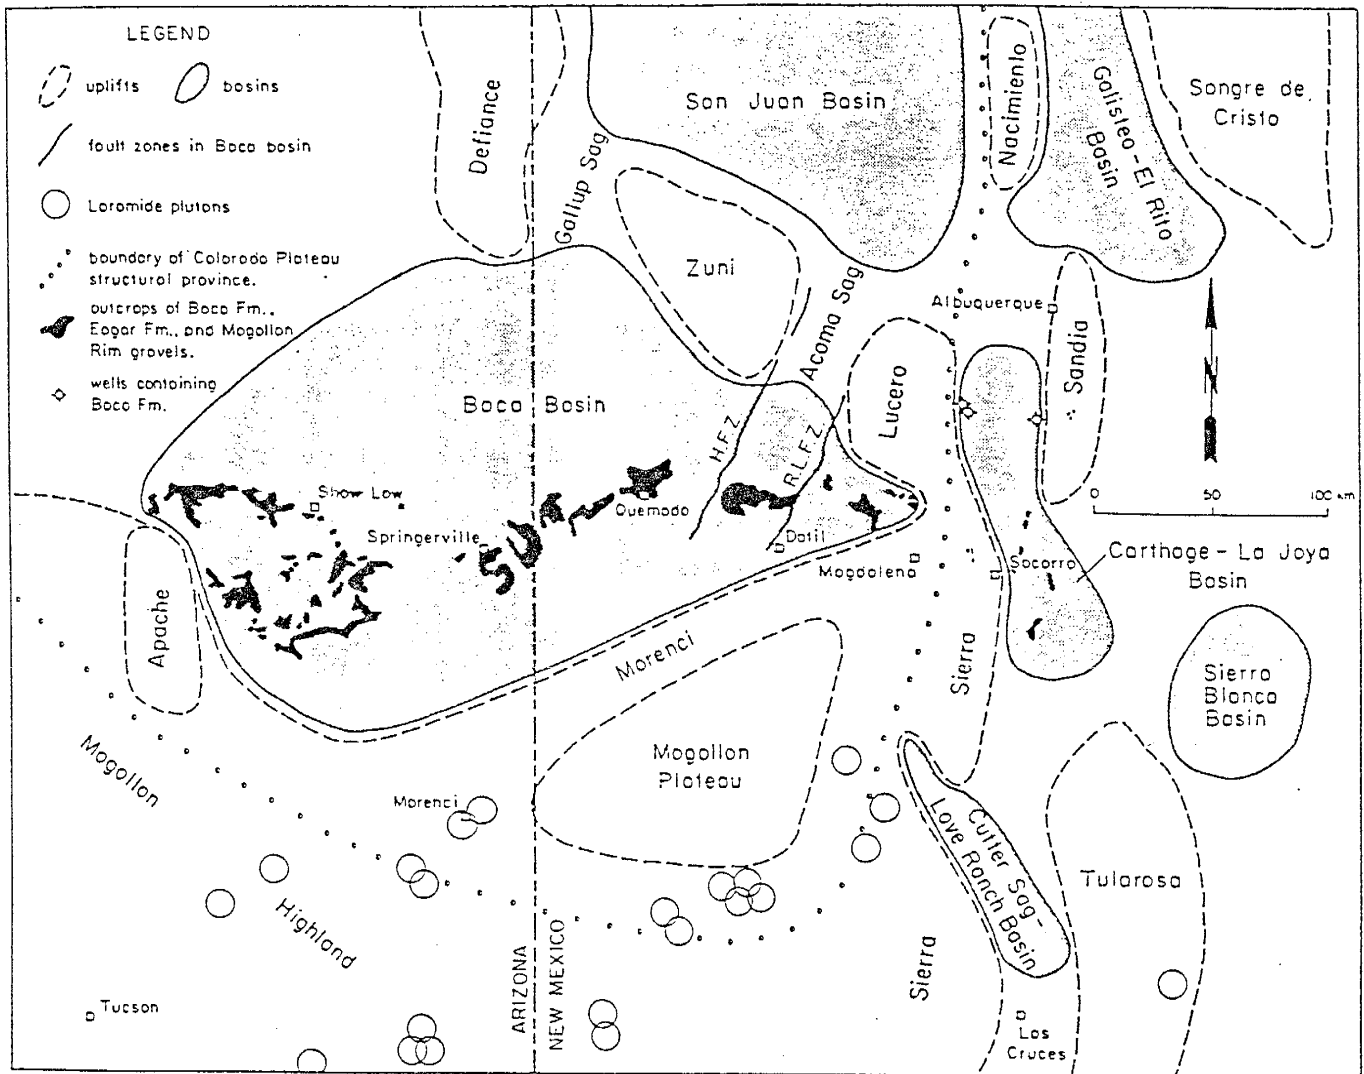 LEGEND
uplifts
basins
fault zones in Baca basin
Laramide plutons
boundary of Colorado Plateau
structural province.
outcrops of Baca Fm.,
Eagar Fm., and Mogollon
Rim gravels.
wells containing
Baca Fm.
Defiance
Gallup Sag
San Juan Basin
Nacimiento
Galisteo-El Rito
Basin
Sangre de
Cristo
Zuni
Acoma Sag
Albuquerque
Sandia
Lucero
Baca Basin
H.F.Z.
R.L.F.Z.
N
0 50 100 km
Show Low
Springerville
Quemado
Datil
Magdalena
Socorro
Carthage - La Joya
Basin
Apache
Morenci
Sierra
Sierra
Blanca
Basin
Mogollon
Highland
Mogollon
Plateau
Morenci
Cutter Sag-
Love Ranch Basin
Tularosa
Sierra
ARIZONA
NEW MEXICO
Tucson
Las
Cruces